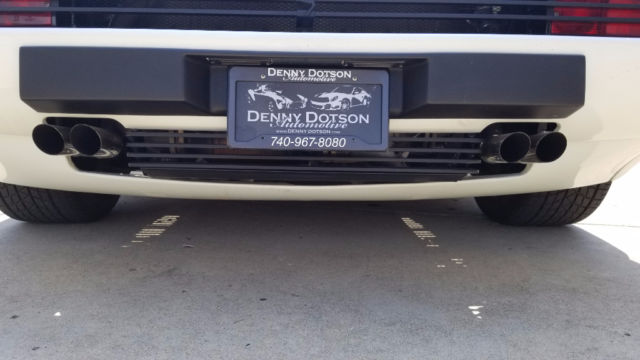 DENNY DOTSON
Automotive
DENNY DOTSON
Automotive
WWW.DENNYDOTSON.COM
740-967-8080